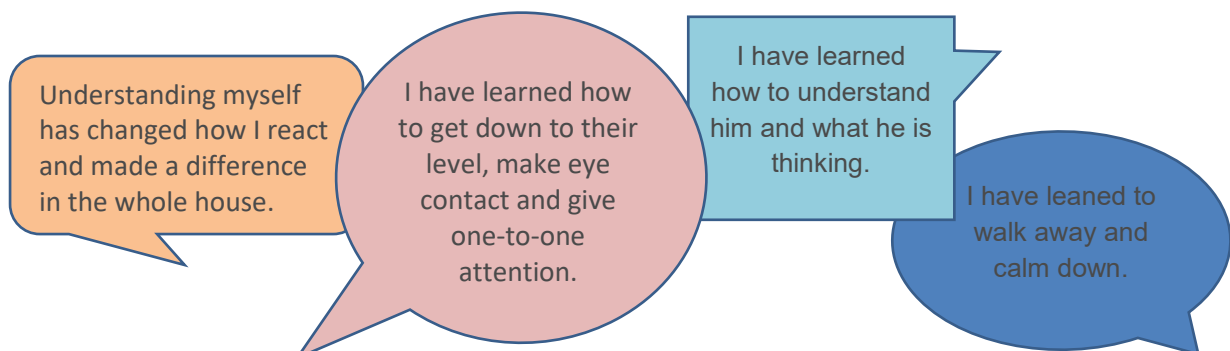 Understanding myself
has changed how I react
and made a difference
in the whole house.
I have learned how
to get down to their
level, make eye
contact and give
one-to-one
attention.
I have learned
how to understand
him and what he is
thinking.
I have leaned to
walk away and
calm down.